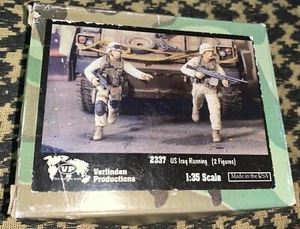 2337 US Iraq Running (2 Figures)
VP
Verlinden
Productions
1:35 Scale
Made in the USA